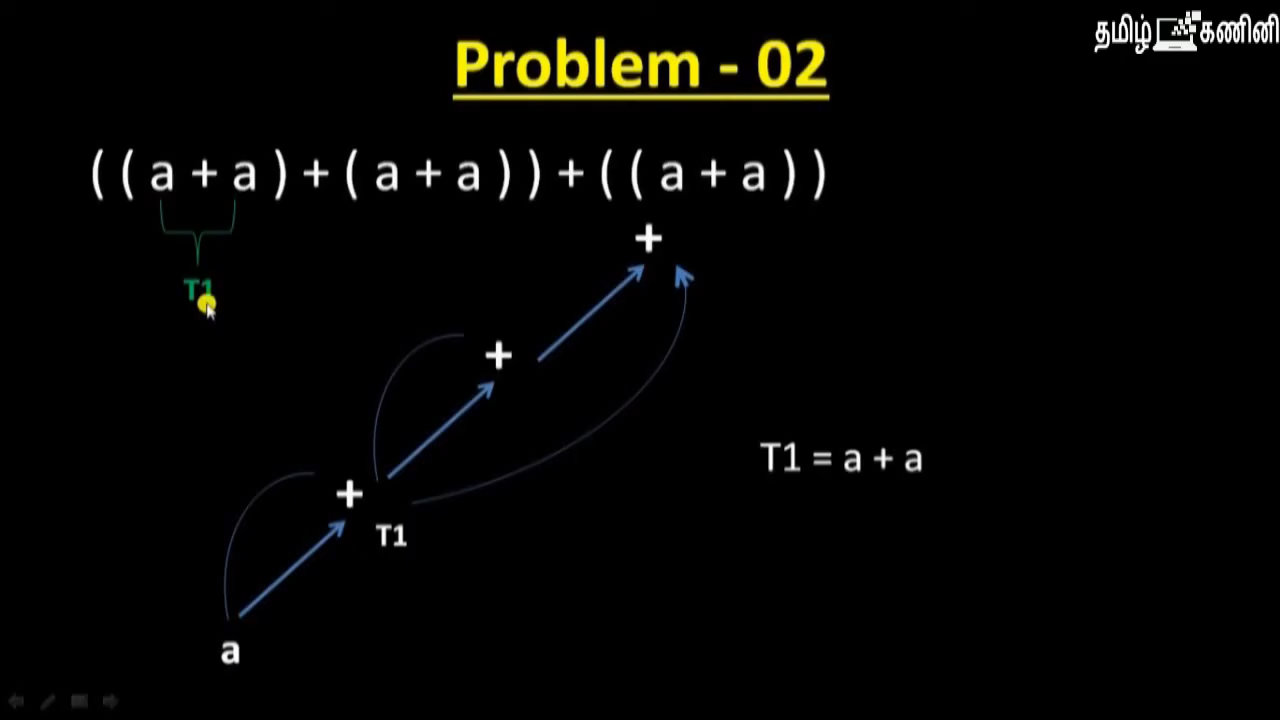 தமிழ் கணினி
Problem - 02
( ( a + a ) + ( a + a ) ) + ( ( a + a ) )
+
T1
+
T1 = a + a
+
T1
a